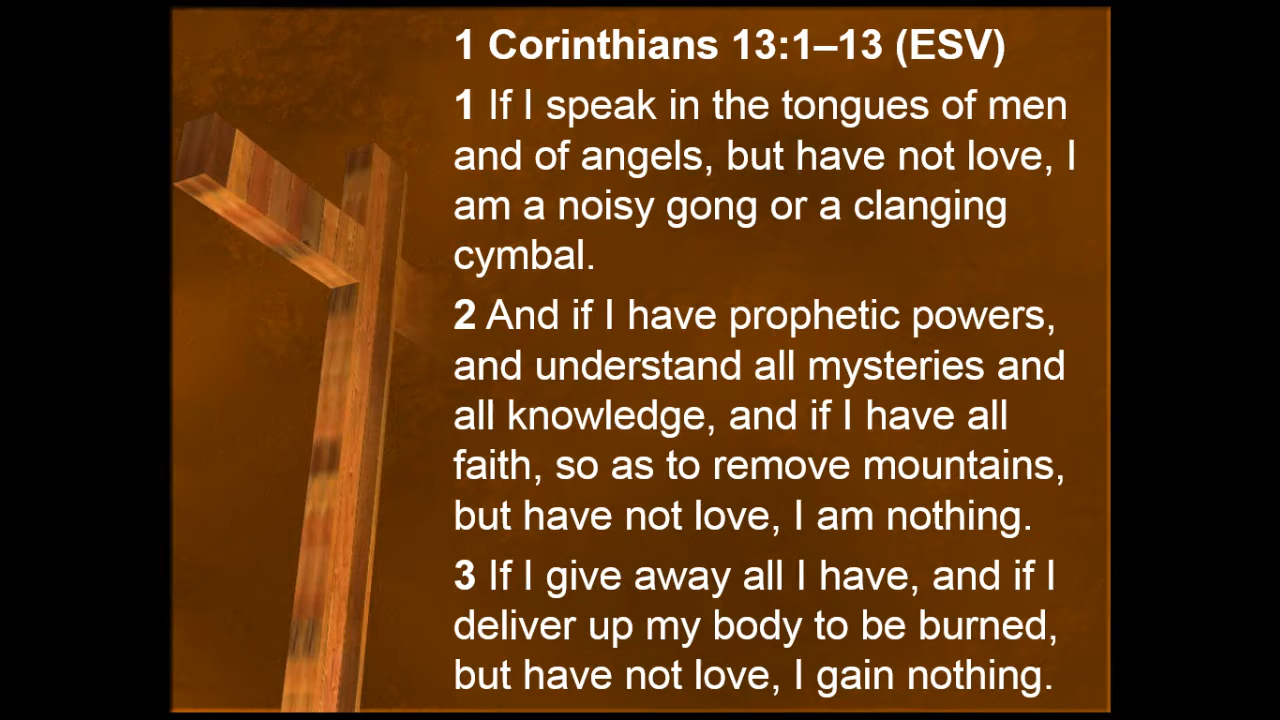 1 Corinthians 13:1–13 (ESV)
1 If I speak in the tongues of men
and of angels, but have not love, I
am a noisy gong or a clanging
cymbal.
2 And if I have prophetic powers,
and understand all mysteries and
all knowledge, and if I have all
faith, so as to remove mountains,
but have not love, I am nothing.
3 If I give away all I have, and if I
deliver up my body to be burned,
but have not love, I gain nothing.